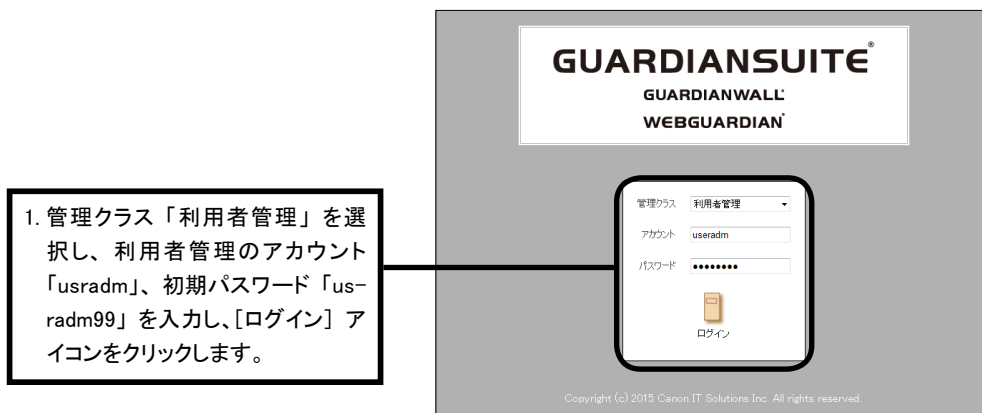 GUARDIANSUITE®
GUARDIANWALL
WEBGUARDIAN
1. 管理クラス「利用者管理」を選
択し、利用者管理のアカウント
「usradm」、初期パスワード「us-
radm99」を入力し、[ログイン] ア
イコンをクリックします。
管理クラス 利用者管理
アカウント useradm
パスワード ••••••••
ログイン
Copyright (c) 2015 Canon IT Solutions Inc. All rights reserved.